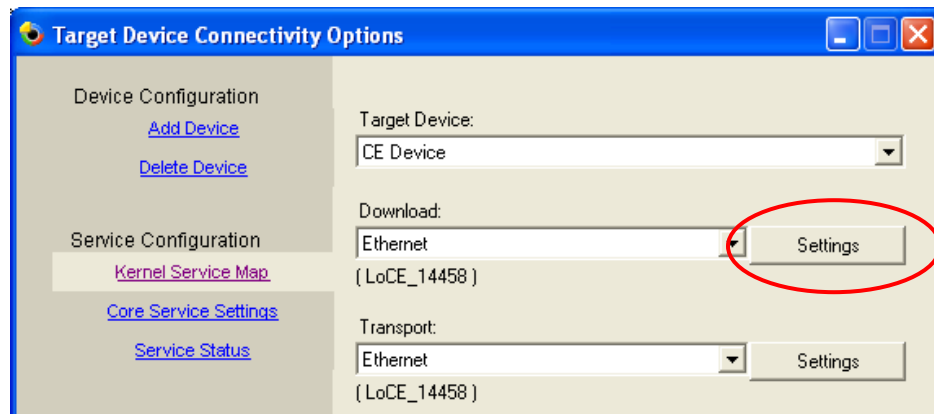 Target Device Connectivity Options
Device Configuration
Add Device
Delete Device
Service Configuration
Kernel Service Map
Core Service Settings
Service Status
Target Device:
CE Device
Download:
Ethernet
Settings
( LoCE_14458 )
Transport:
Ethernet
Settings
( LoCE_14458 )